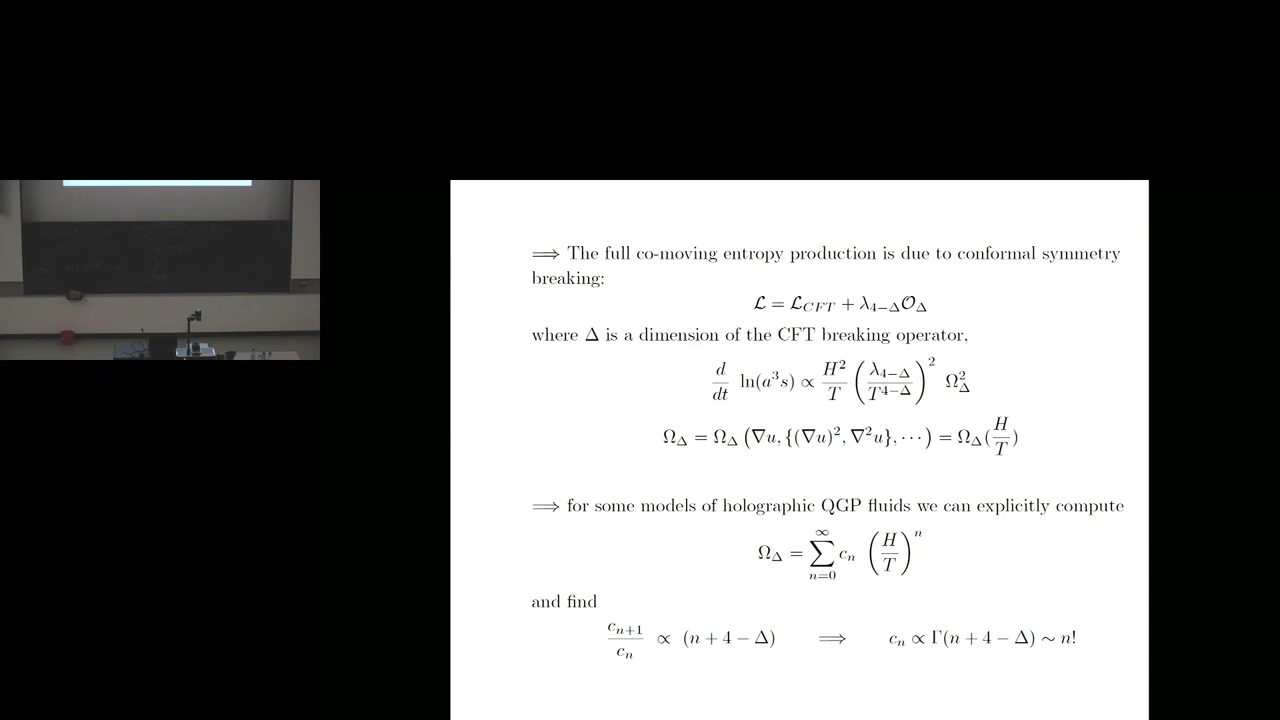 ⟹ The full co-moving entropy production is due to conformal symmetry
breaking:
ℒ = ℒ_{CFT} + λ_{4−Δ}𝒪_Δ
where Δ is a dimension of the CFT breaking operator,
d/dt ln(a³s) ∝ H²/T (λ_{4−Δ}/T^{4−Δ})² Ω²_Δ
Ω_Δ = Ω_Δ (∇u, {(∇u)², ∇²u}, ⋯) = Ω_Δ(H/T)
⟹ for some models of holographic QGP fluids we can explicitly compute
Ω_Δ = ∑_{n=0}^{∞} c_n (H/T)^n
and find
c_{n+1}/c_n ∝ (n + 4 − Δ) ⟹ c_n ∝ Γ(n + 4 − Δ) ∼ n!